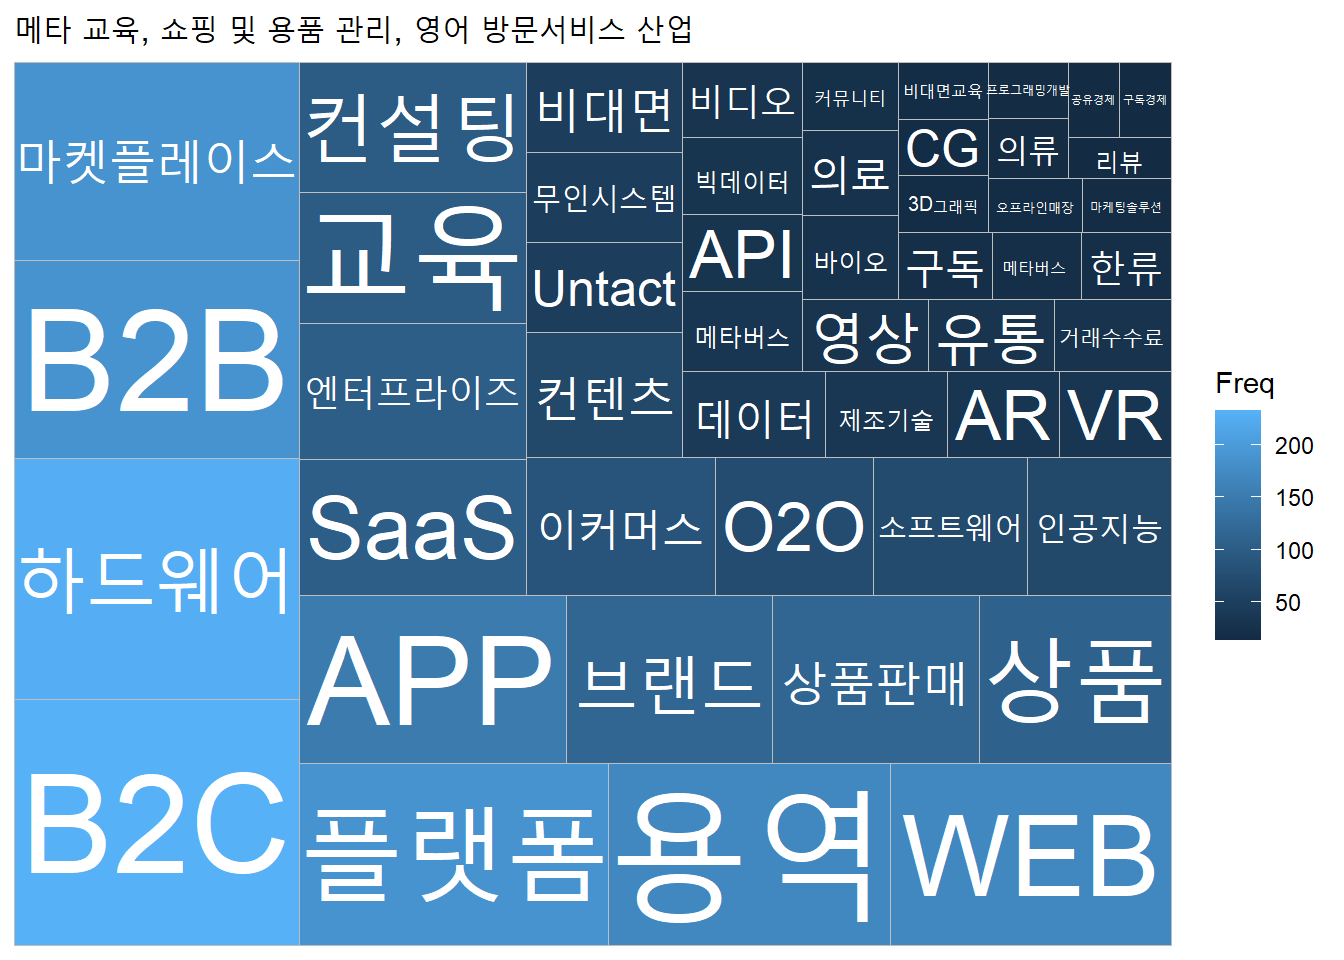 메타 교육, 쇼핑 및 용품 관리, 영어 방문서비스 산업
마켓플레이스
컨설팅
비대면
비디오
커뮤니티
비대면교육
프로그래밍개발
공유경제
구독경제
CG
의류
리뷰
무인시스템
빅데이터
의료
3D그래픽
오프라인매장
마케팅솔루션
교육
Untact
API
바이오
구독
메타버스
한류
B2B
엔터프라이즈
컨텐츠
메타버스
영상
유통
거래수수료
데이터
제조기술
AR
VR
하드웨어
SaaS
이커머스
O2O
소프트웨어
인공지능
APP
브랜드
상품판매
상품
B2C
플랫폼
용역
WEB
Freq
200
150
100
50